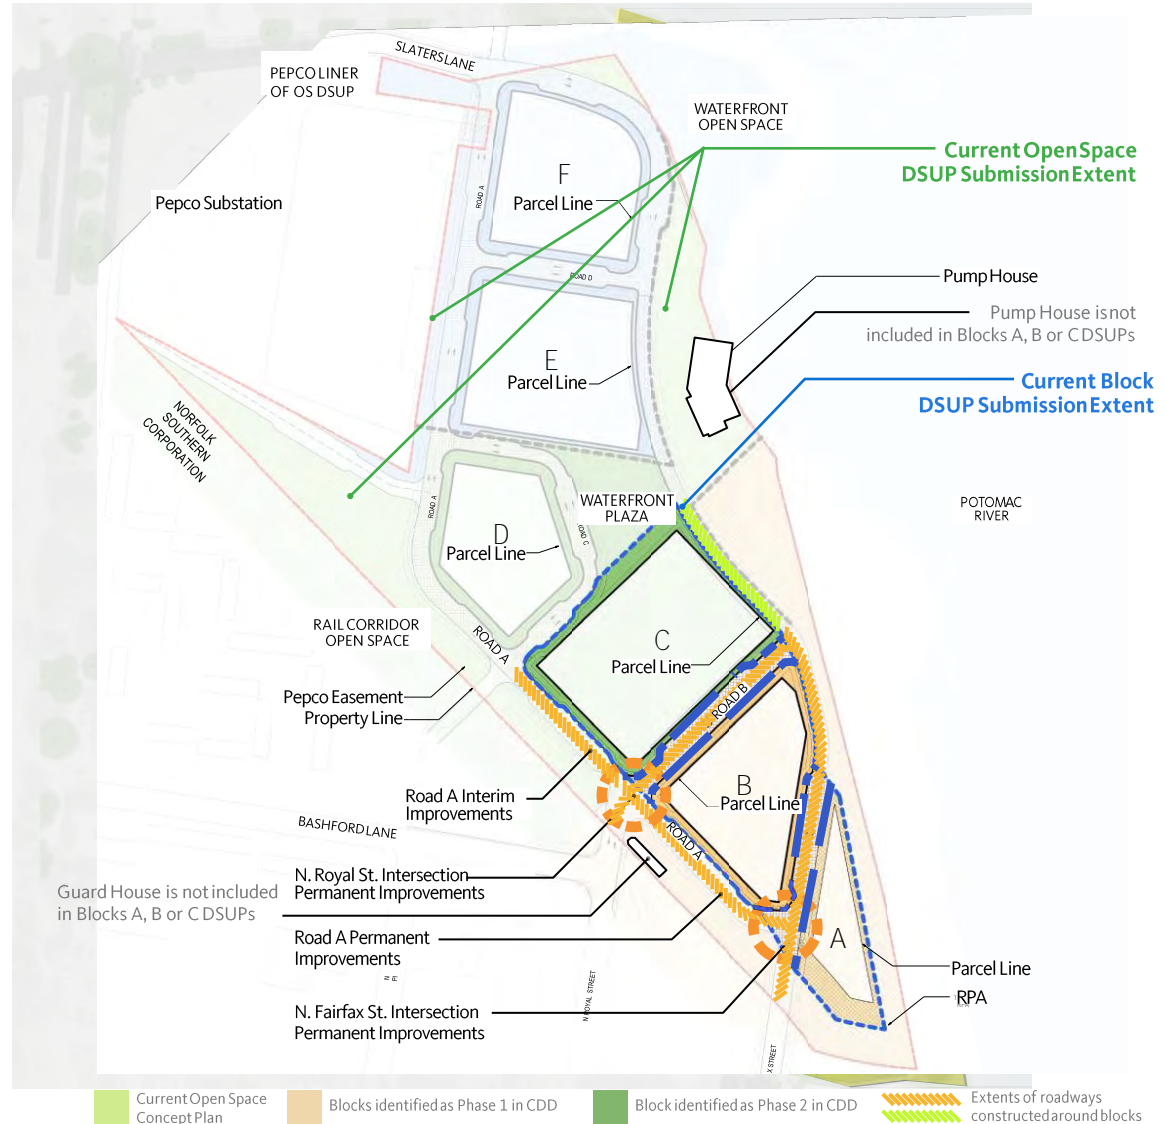 SLATERS LANE
PEPCO LINER
OF OS DSUP
WATERFRONT
OPEN SPACE
Current Open Space
DSUP Submission Extent
F
Parcel Line
ROAD A
Pepco Substation
ROAD D
Pump House
Pump House is not
included in Blocks A, B or C DSUPs
E
Parcel Line
Current Block
DSUP Submission Extent
NORFOLK
SOUTHERN
CORPORATION
WATERFRONT
PLAZA
POTOMAC
RIVER
ROAD A
ROAD C
D
Parcel Line
RAIL CORRIDOR
OPEN SPACE
ROAD A
C
Parcel Line
Pepco Easement
Property Line
ROAD B
B
Parcel Line
Road A Interim
Improvements
BASHFORD LANE
ROAD A
N. Royal St. Intersection
Permanent Improvements
Guard House is not included
in Blocks A, B or C DSUPs
Road A Permanent
Improvements
A
Parcel Line
RPA
N
PI
N ROYAL STREET
N. Fairfax St. Intersection
Permanent Improvements
X STREET
Current Open Space
Concept Plan
Blocks identified as Phase 1 in CDD
Block identified as Phase 2 in CDD
Extents of roadways
constructed around blocks